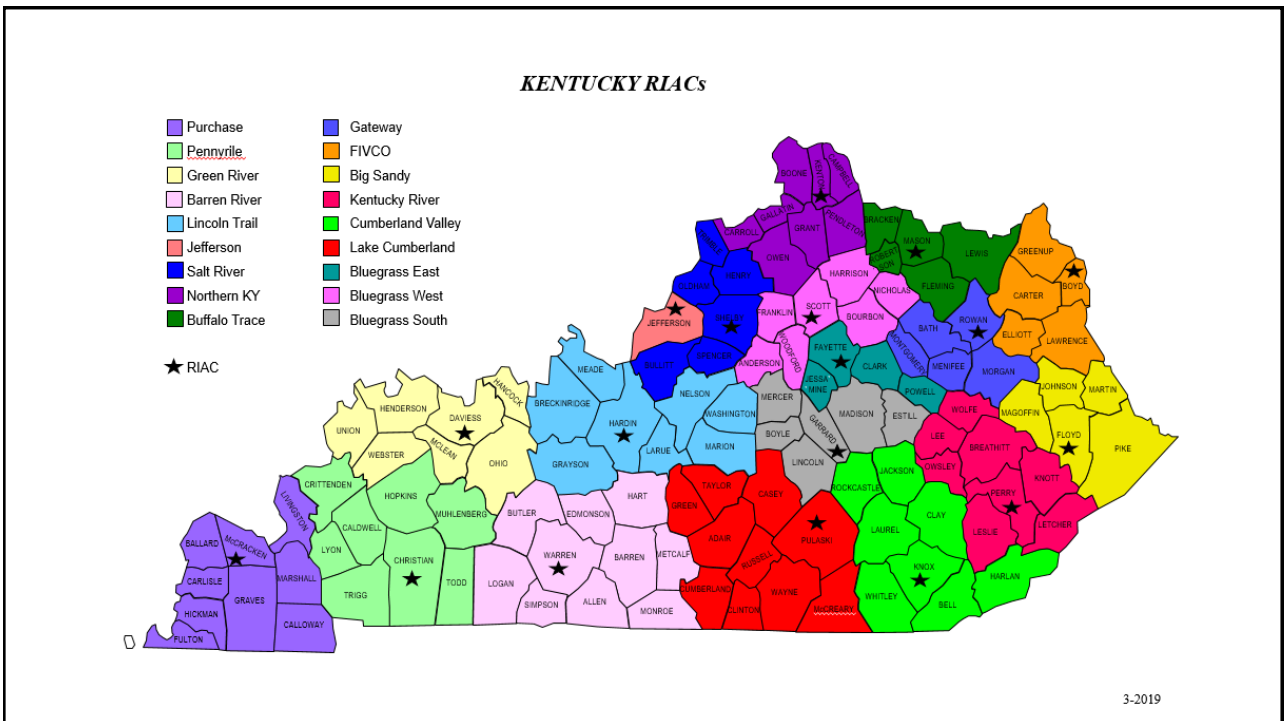 KENTUCKY RIACs
Purchase
Pennyrile
Green River
Barren River
Lincoln Trail
Jefferson
Salt River
Northern KY
Buffalo Trace
RIAC
Gateway
FIVCO
Big Sandy
Kentucky River
Cumberland Valley
Lake Cumberland
Bluegrass East
Bluegrass West
Bluegrass South
BOONE
KENTON
CAMPBELL
GALLATIN
CARROLL
GRANT
PENDLETON
OWEN
BRACKEN
MASON
ROBERT
SON
LEWIS
FLEMING
GREENUP
BOYD
CARTER
ELLIOTT
LAWRENCE
TRIMBLE
HENRY
OLDHAM
SHELBY
SPENCER
BULLITT
JEFFERSON
HARRISON
NICHOLAS
SCOTT
FRANKLIN
BOURBON
WOODFORD
ANDERSON
FAYETTE
CLARK
JESSA
MINE
POWELL
BATH
ROWAN
MONTGOMERY
MENIFEE
MORGAN
JOHNSON
MARTIN
MAGOFFIN
FLOYD
PIKE
MEADE
BRECKINRIDGE
HARDIN
NELSON
WASHINGTON
LARUE
MARION
GRAYSON
MERCER
BOYLE
GARRARD
MADISON
ESTILL
LINCOLN
WOLFE
LEE
BREATHITT
OWSLEY
KNOTT
PERRY
LESLIE
LETCHER
HANCOCK
HENDERSON
DAVIESS
UNION
WEBSTER
MCLEAN
OHIO
CRITTENDEN
HOPKINS
MUHLENBERG
CALDWELL
LYON
CHRISTIAN
TRIGG
TODD
LIVINGSTON
BALLARD
McCRACKEN
CARLISLE
GRAVES
MARSHALL
HICKMAN
FULTON
CALLOWAY
BUTLER
EDMONSON
HART
WARREN
BARREN
METCALF
LOGAN
SIMPSON
ALLEN
MONROE
GREEN
TAYLOR
CASEY
ADAIR
RUSSELL
PULASKI
CUMBERLAND
CLINTON
WAYNE
McCREARY
ROCKCASTLE
JACKSON
LAUREL
CLAY
KNOX
WHITLEY
BELL
HARLAN
3-2019